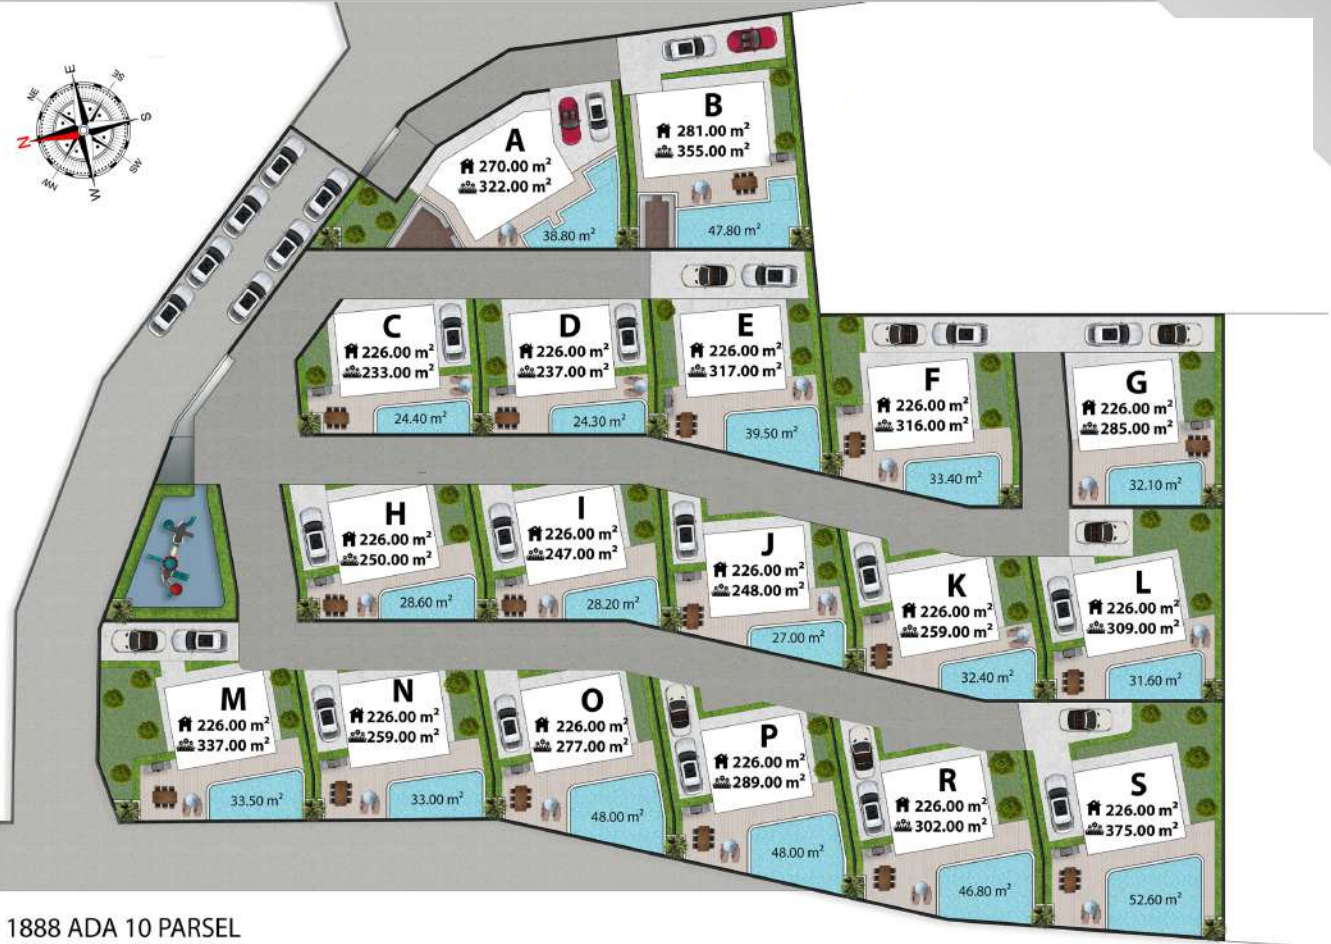 E
SE
S
SW
W
NW
N
NE
A
270.00 m²
322.00 m²
38.80 m²
B
281.00 m²
355.00 m²
47.80 m²
C
226.00 m²
233.00 m²
24.40 m²
D
226.00 m²
237.00 m²
24.30 m²
E
226.00 m²
317.00 m²
39.50 m²
F
226.00 m²
316.00 m²
33.40 m²
G
226.00 m²
285.00 m²
32.10 m²
H
226.00 m²
250.00 m²
28.60 m²
I
226.00 m²
247.00 m²
28.20 m²
J
226.00 m²
248.00 m²
27.00 m²
K
226.00 m²
259.00 m²
32.40 m²
L
226.00 m²
309.00 m²
31.60 m²
M
226.00 m²
337.00 m²
33.50 m²
N
226.00 m²
259.00 m²
33.00 m²
O
226.00 m²
277.00 m²
48.00 m²
P
226.00 m²
289.00 m²
48.00 m²
R
226.00 m²
302.00 m²
46.80 m²
S
226.00 m²
375.00 m²
52.60 m²
1888 ADA 10 PARSEL